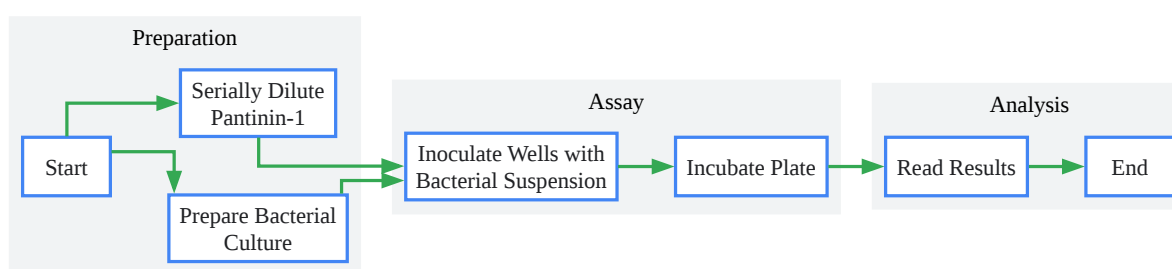 Preparation
Serially Dilute
Pantinin-1
Start
Prepare Bacterial
Culture
Assay
Inoculate Wells with
Bacterial Suspension
Incubate Plate
Analysis
Read Results
End